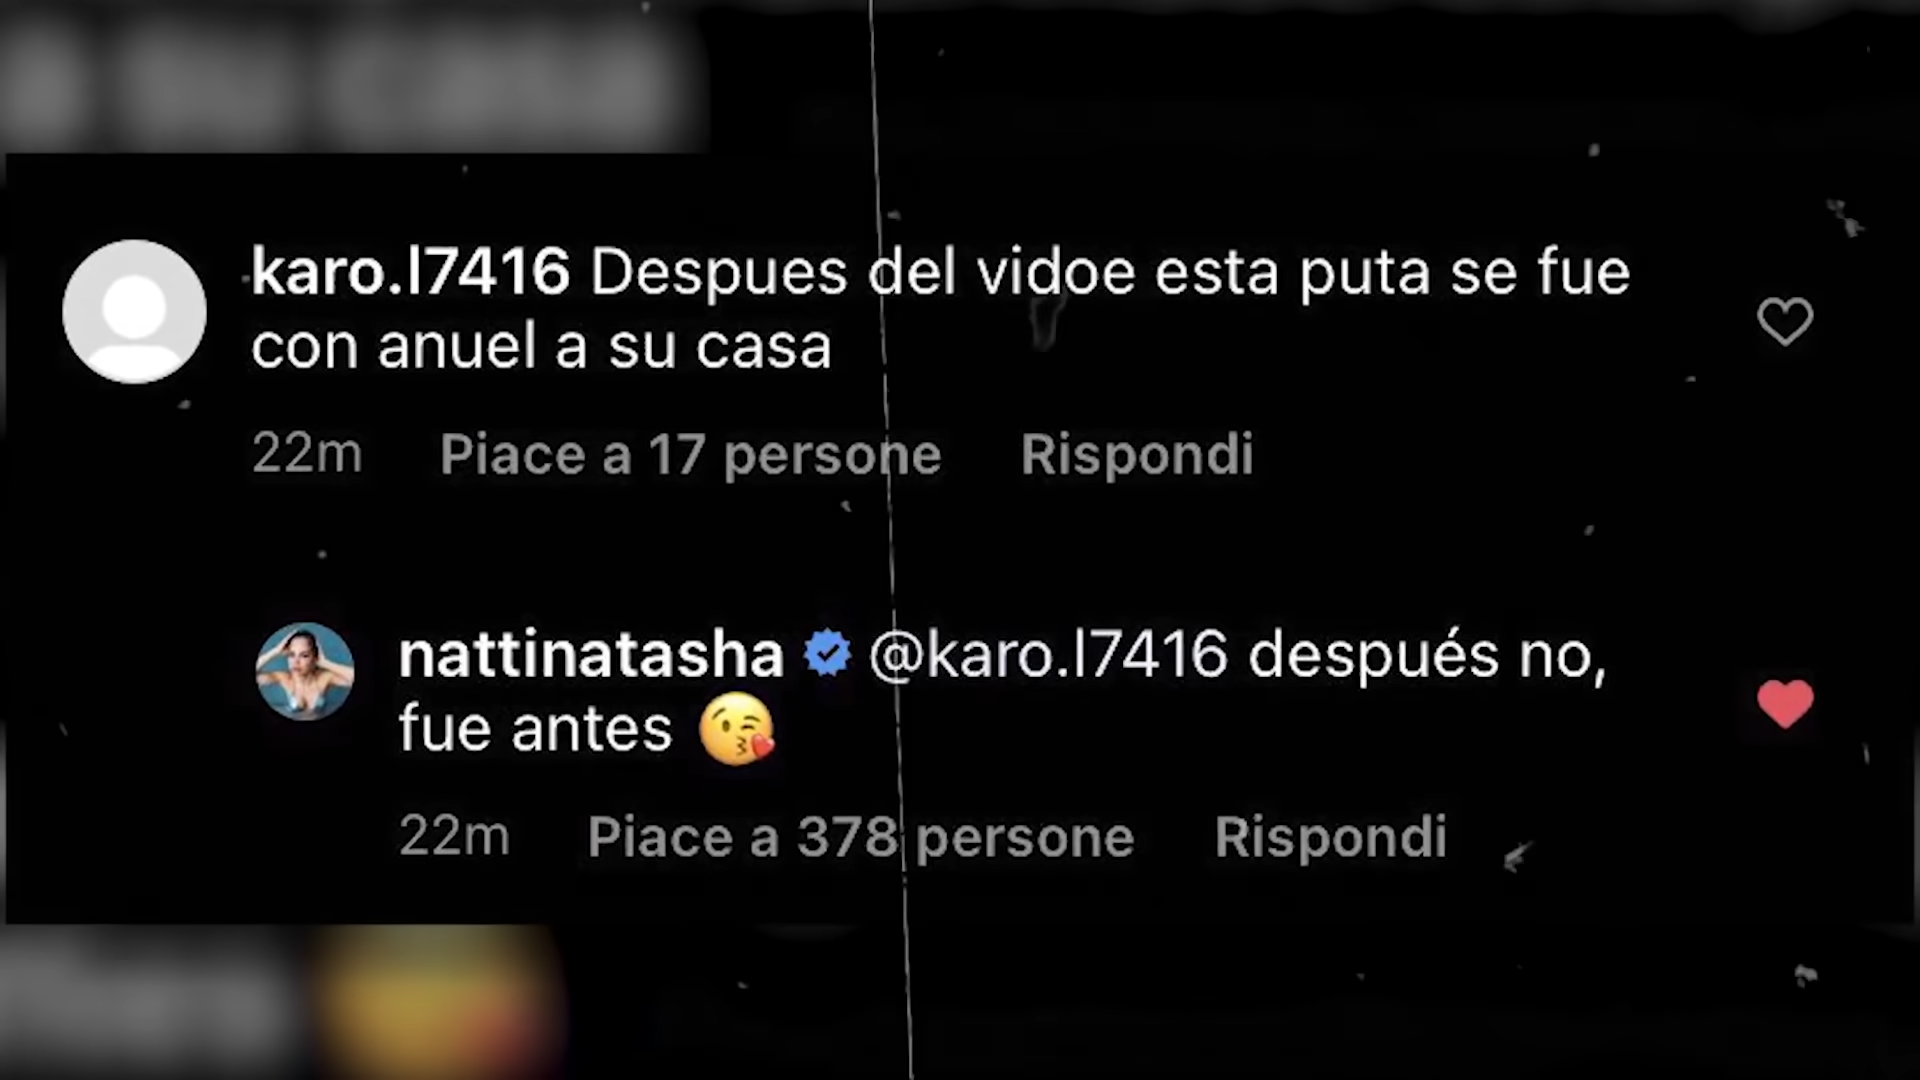 karo.l7416 Despues del vidoe esta puta se fue
con anuel a su casa
22m Piace a 17 persone Rispondi
nattinatasha @karo.l7416 después no,
fue antes 😘
22m Piace a 378 persone Rispondi